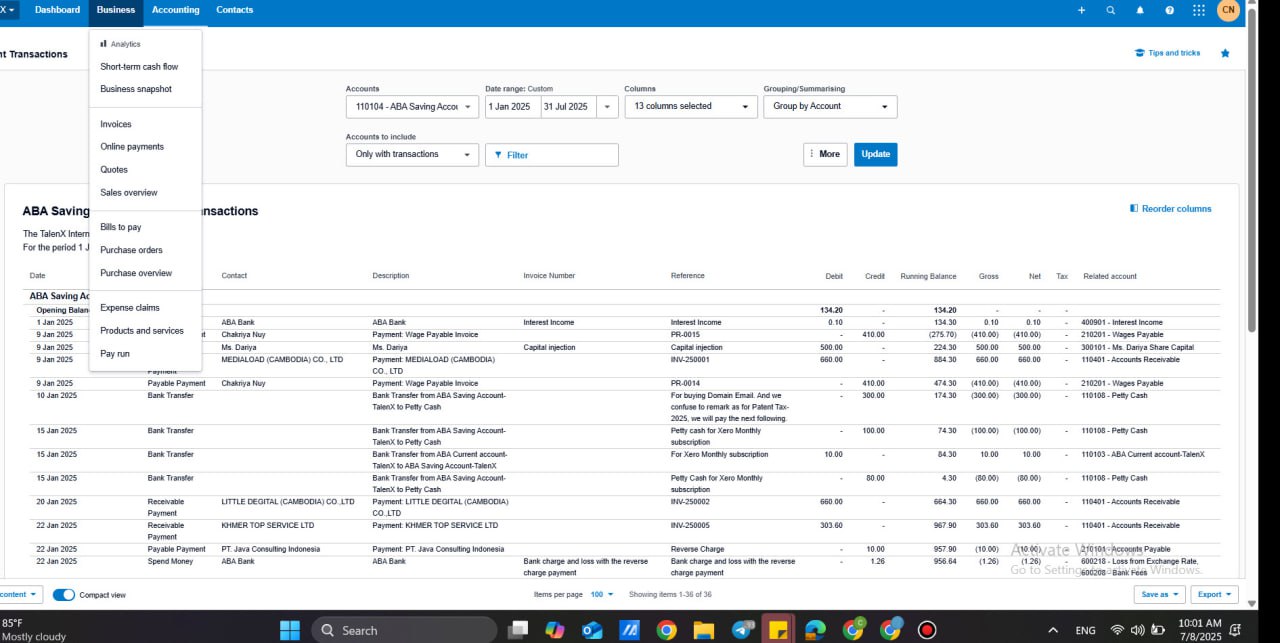 X Dashboard Business Accounting Contacts CN
nt Transactions
Tips and tricks
Analytics
Short-term cash flow
Business snapshot
Invoices
Online payments
Quotes
Sales overview
Bills to pay
Purchase orders
Purchase overview
Expense claims
Products and services
Pay run
Accounts Date range: Custom Columns Grouping/Summarising
110104 - ABA Saving Accou 1 Jan 2025 31 Jul 2025 13 columns selected Group by Account
Accounts to include
Only with transactions Filter More Update
ABA Saving nsactions
Reorder columns
The TalenX Intern
For the period 1 J
Date Contact Description Invoice Number Reference Debit Credit Running Balance Gross Net Tax Related account
ABA Saving Ac
Opening Balan 134.20 - 134.20 - - -
1 Jan 2025 ABA Bank ABA Bank Interest Income Interest Income 0.10 - 134.30 0.10 0.10 - 400901 - Interest Income
9 Jan 2025 t Chakriya Nuy Payment: Wage Payable Invoice PR-0015 - 410.00 (275.70) (410.00) (410.00) - 210201 - Wages Payable
9 Jan 2025 Ms. Dariya Ms. Dariya Capital injection Capital injection 500.00 - 224.30 500.00 500.00 - 300101 - Ms. Dariya Share Capital
9 Jan 2025 MEDIALOAD (CAMBODIA) CO., LTD Payment: MEDIALOAD (CAMBODIA) INV-250001 660.00 - 884.30 660.00 660.00 - 110401 - Accounts Receivable
Payment CO., LTD
9 Jan 2025 Payable Payment Chakriya Nuy Payment: Wage Payable Invoice PR-0014 - 410.00 474.30 (410.00) (410.00) - 210201 - Wages Payable
10 Jan 2025 Bank Transfer Bank Transfer from ABA Saving Account- For buying Domain Email. And we - 300.00 174.30 (300.00) (300.00) - 110108 - Petty Cash
TalenX to Petty Cash confuse to remark as for Patent Tax-
2025, we will pay the next following.
15 Jan 2025 Bank Transfer Bank Transfer from ABA Saving Account- Petty cash for Xero Monthly - 100.00 74.30 (100.00) (100.00) - 110108 - Petty Cash
TalenX to Petty Cash subscription
15 Jan 2025 Bank Transfer Bank Transfer from ABA Current account- For Xero Monthly subscription 10.00 - 84.30 10.00 10.00 - 110103 - ABA Current account-TalenX
TalenX to ABA Saving Account-TalenX
15 Jan 2025 Bank Transfer Bank Transfer from ABA Saving Account- Petty Cash for Xero Monthly - 80.00 4.30 (80.00) (80.00) - 110108 - Petty Cash
TalenX to Petty Cash subscription
20 Jan 2025 Receivable LITTLE DEGITAL (CAMBODIA) CO.,LTD Payment: LITTLE DEGITAL (CAMBODIA) INV-250002 660.00 - 664.30 660.00 660.00 - 110401 - Accounts Receivable
Payment CO.,LTD
22 Jan 2025 Receivable KHMER TOP SERVICE LTD Payment: KHMER TOP SERVICE LTD INV-250005 303.60 - 967.90 303.60 303.60 - 110401 - Accounts Receivable
Payment
22 Jan 2025 Payable Payment PT. Java Consulting Indonesia Payment: PT. Java Consulting Indonesia Reverse Charge - 10.00 957.90 (10.00) (10.00) - 210101 - Accounts Payable
22 Jan 2025 Spend Money ABA Bank ABA Bank Bank charge and loss with the reverse Bank charge and loss with the reverse - 1.26 956.64 (1.26) (1.26) - 600218 - Loss from Exchange Rate,
charge payment charge payment 600208 - Bank Fees
Activate Windows
Go to Settings to activate Windows.
content Compact view Items per page 100 Showing items 1-36 of 36 Save as Export
85°F
Mostly cloudy
Search
ENG
10:01 AM
7/8/2025